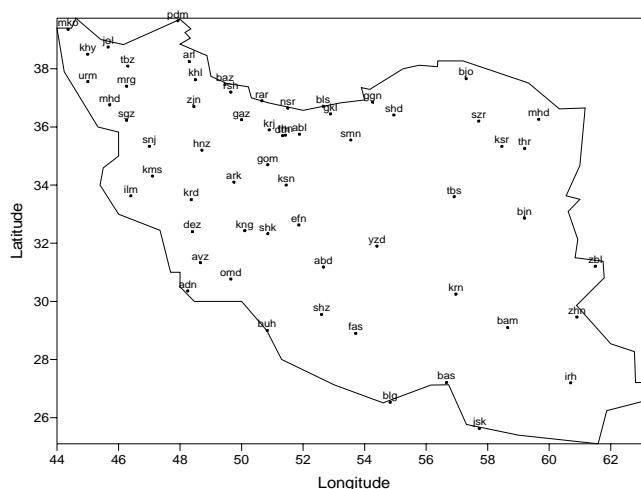 pdm
mko
jol
khy
tbz
arl
38
urm
mrg
khl
baz
rsh
bjo
mhd
zjn
rar
nsr
bls
gkl
ggn
shd
36
sgz
qaz
szr
mhd
snj
hnz
krj
abl
smn
ksr
thr
kms
ark
gom
ksn
34
ilm
krd
tbs
dez
kng
shk
efn
bjn
32
avz
abd
yzd
zbl
adn
omd
krn
30
buh
shz
fas
bam
zhn
28
blg
bas
irh
26
jsk
44 46 48 50 52 54 56 58 60 62
Longitude
Latitude